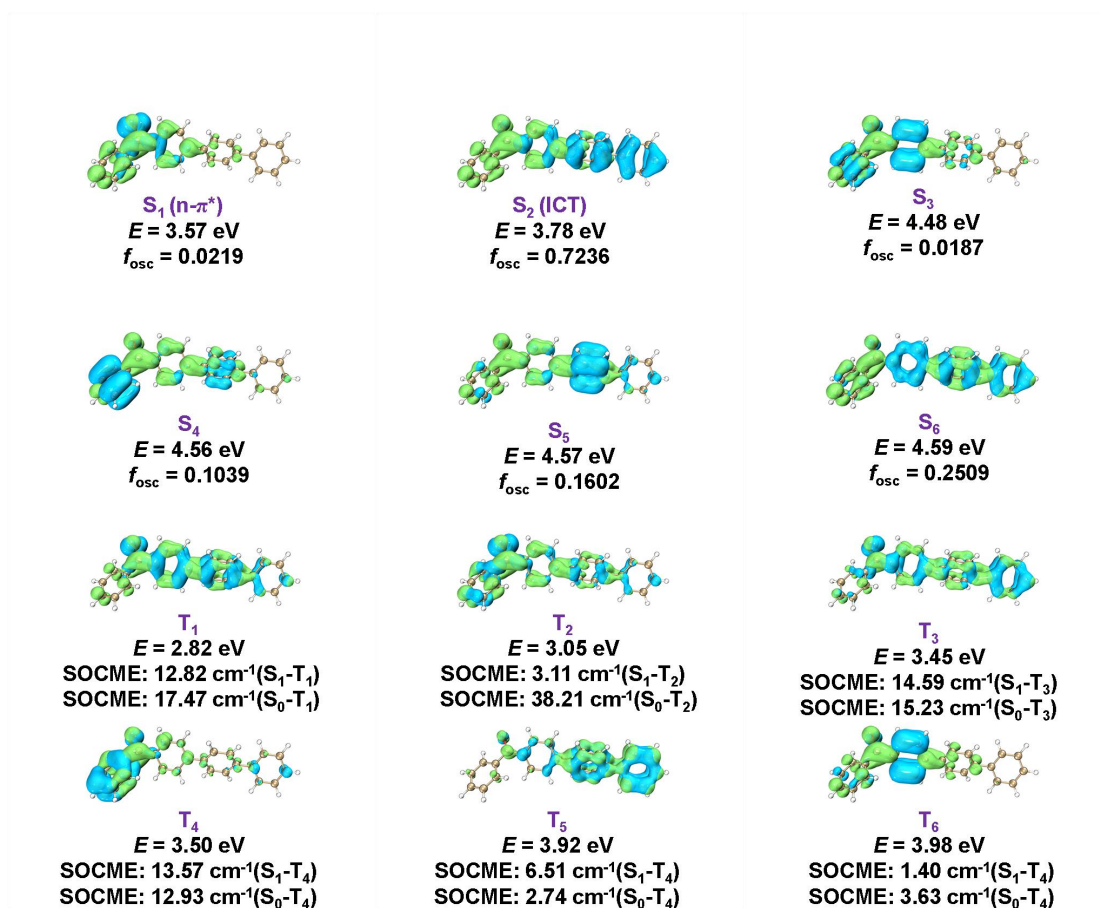 S₁ (n-π*)
E = 3.57 eV
fosc = 0.0219
S₂ (ICT)
E = 3.78 eV
fosc = 0.7236
S₃
E = 4.48 eV
fosc = 0.0187
S₄
E = 4.56 eV
fosc = 0.1039
S₅
E = 4.57 eV
fosc = 0.1602
S₆
E = 4.59 eV
fosc = 0.2509
T₁
E = 2.82 eV
SOCME: 12.82 cm⁻¹(S₁-T₁)
SOCME: 17.47 cm⁻¹(S₀-T₁)
T₂
E = 3.05 eV
SOCME: 3.11 cm⁻¹(S₁-T₂)
SOCME: 38.21 cm⁻¹(S₀-T₂)
T₃
E = 3.45 eV
SOCME: 14.59 cm⁻¹(S₁-T₃)
SOCME: 15.23 cm⁻¹(S₀-T₃)
T₄
E = 3.50 eV
SOCME: 13.57 cm⁻¹(S₁-T₄)
SOCME: 12.93 cm⁻¹(S₀-T₄)
T₅
E = 3.92 eV
SOCME: 6.51 cm⁻¹(S₁-T₄)
SOCME: 2.74 cm⁻¹(S₀-T₄)
T₆
E = 3.98 eV
SOCME: 1.40 cm⁻¹(S₁-T₄)
SOCME: 3.63 cm⁻¹(S₀-T₄)